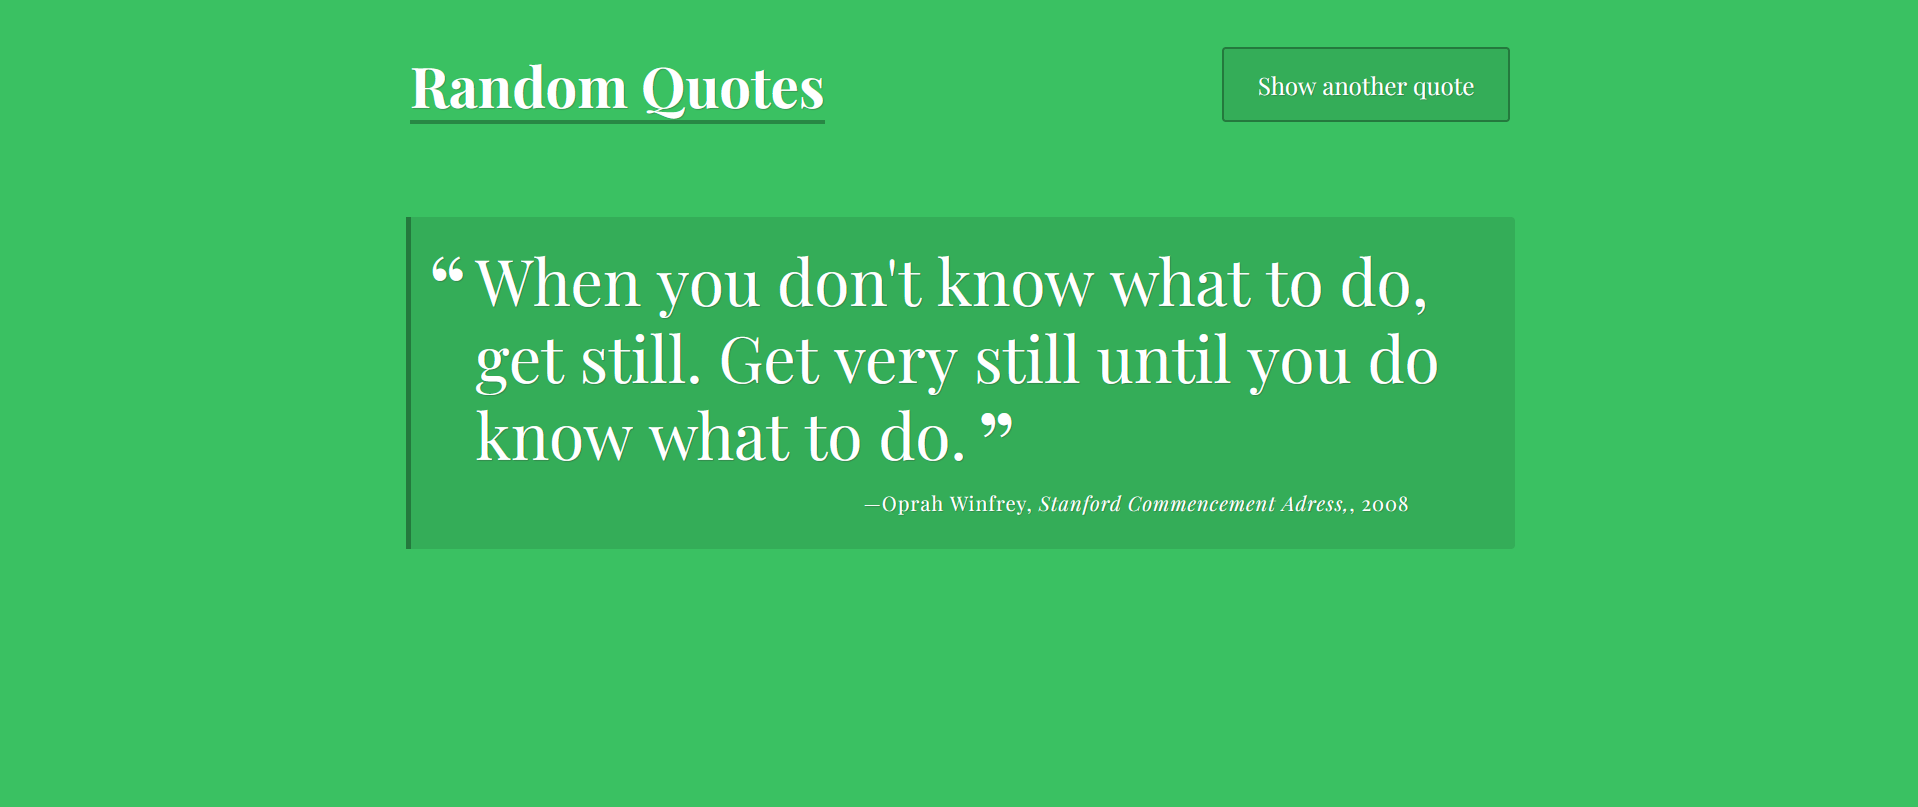 Random Quotes
Show another quote
“ When you don't know what to do,
get still. Get very still until you do
know what to do. ”
—Oprah Winfrey, Stanford Commencement Adress,, 2008